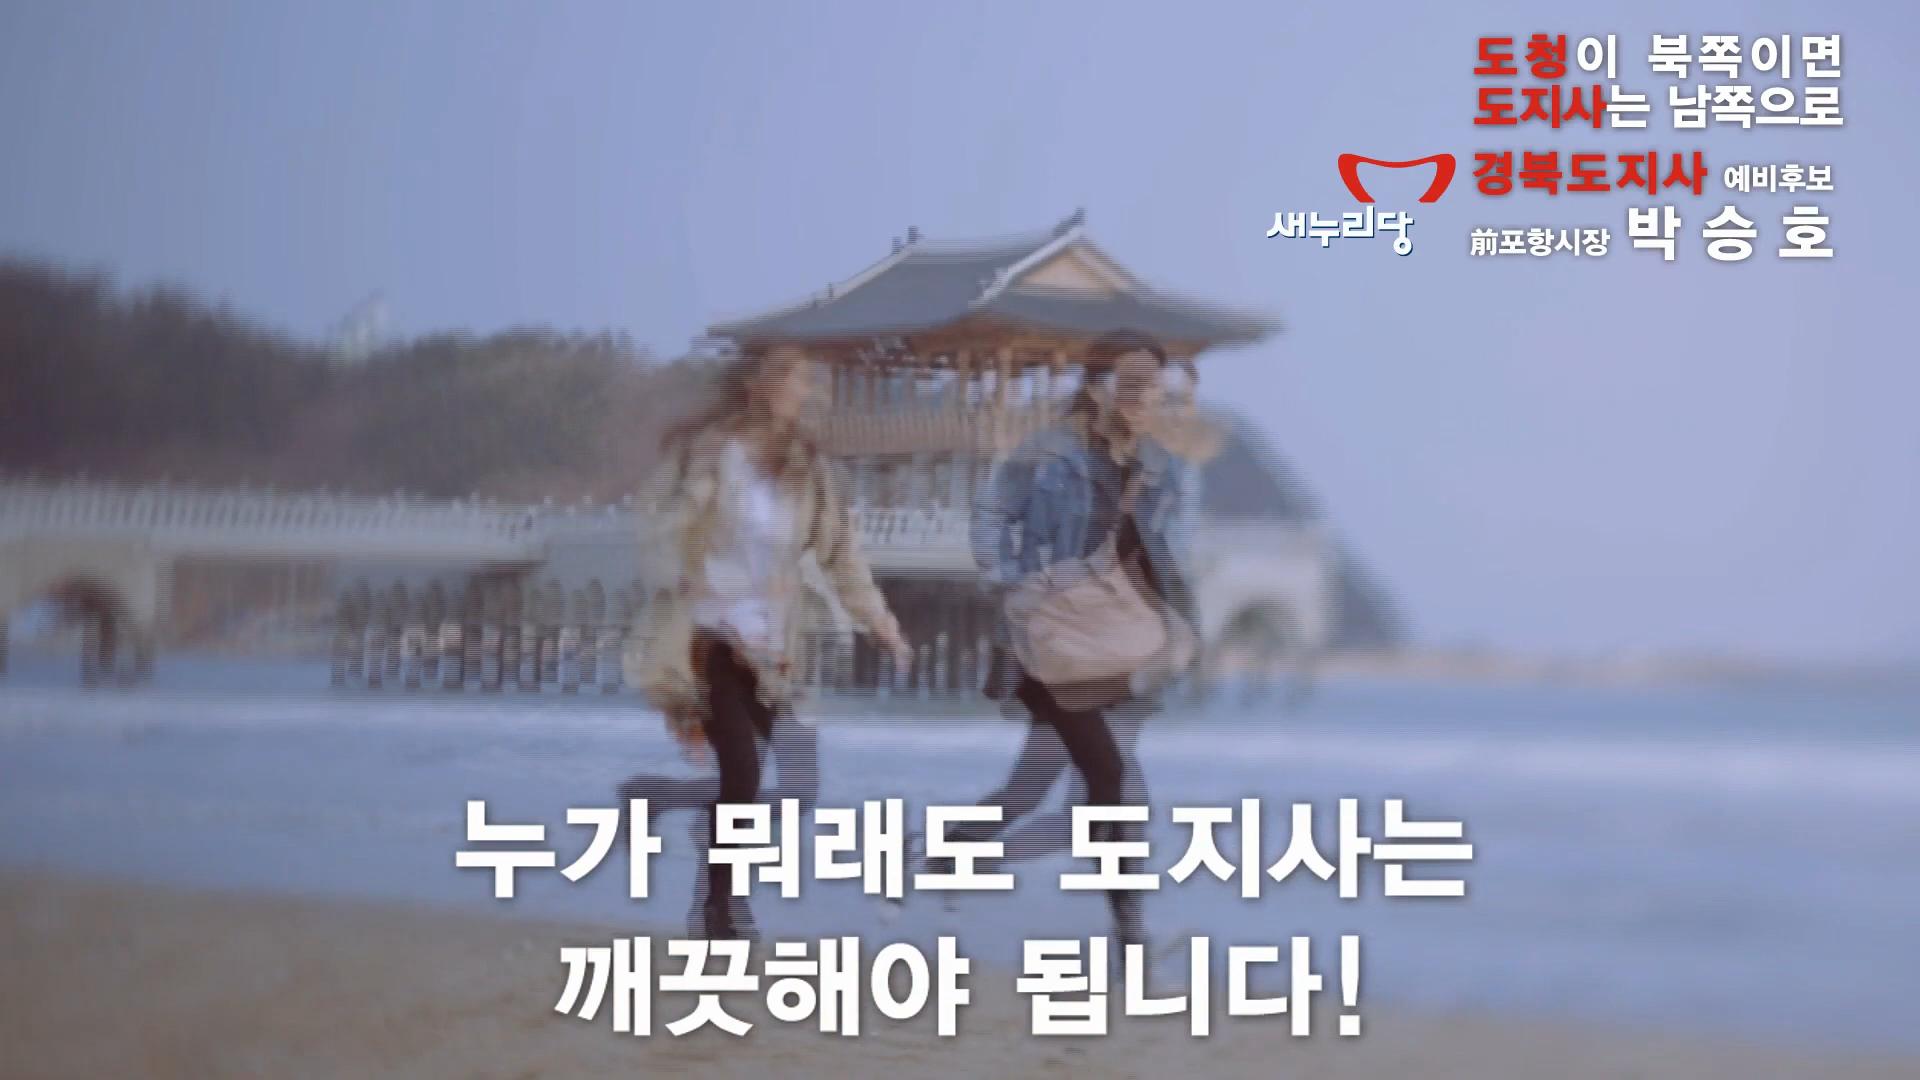 도청이 북쪽이면
도지사는 남쪽으로
경북도지사 예비후보
새누리당
前포항시장 박승호
누가 뭐래도 도지사는
깨끗해야 됩니다!